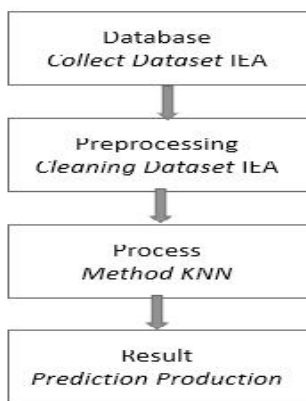 Database
Collect Dataset IEA
Preprocessing
Cleaning Dataset IEA
Process
Method KNN
Result
Prediction Production